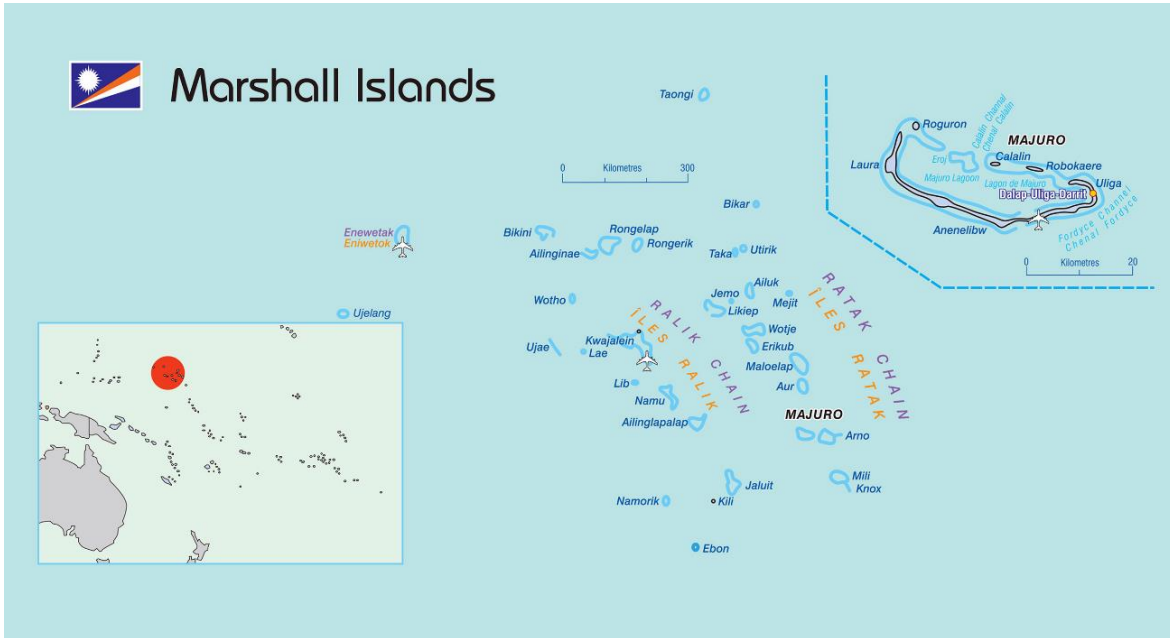 Marshall Islands
Taongi
0 Kilometres 300
Bikar
Enewetak
Eniwetok
Bikini
Rongelap
Ailinginae
Rongerik
Taka
Utirik
Ujelang
Wotho
Jemo
Ailuk
Likiep
Mejit
Ujae
Kwajalein
Lae
Wotje
Erikub
Maloelap
Lib
Aur
Namu
Ailinglapalap
RALIK CHAIN
ÎLES RALIK
RATAK CHAIN
ÎLES RATAK
MAJURO
Arno
Jaluit
Mili
Knox
Namorik
Kili
Ebon
Roguron
Calalin Channal
Chenal Calalin
MAJURO
Laura
Eroj
Calalin
Robokaere
Majuro Lagoon
Lagon de Majuro
Uliga
Dalap-Uliga-Darrit
Anenelibw
Fordyce Channel
Chenal Fordyce
0 Kilometres 20